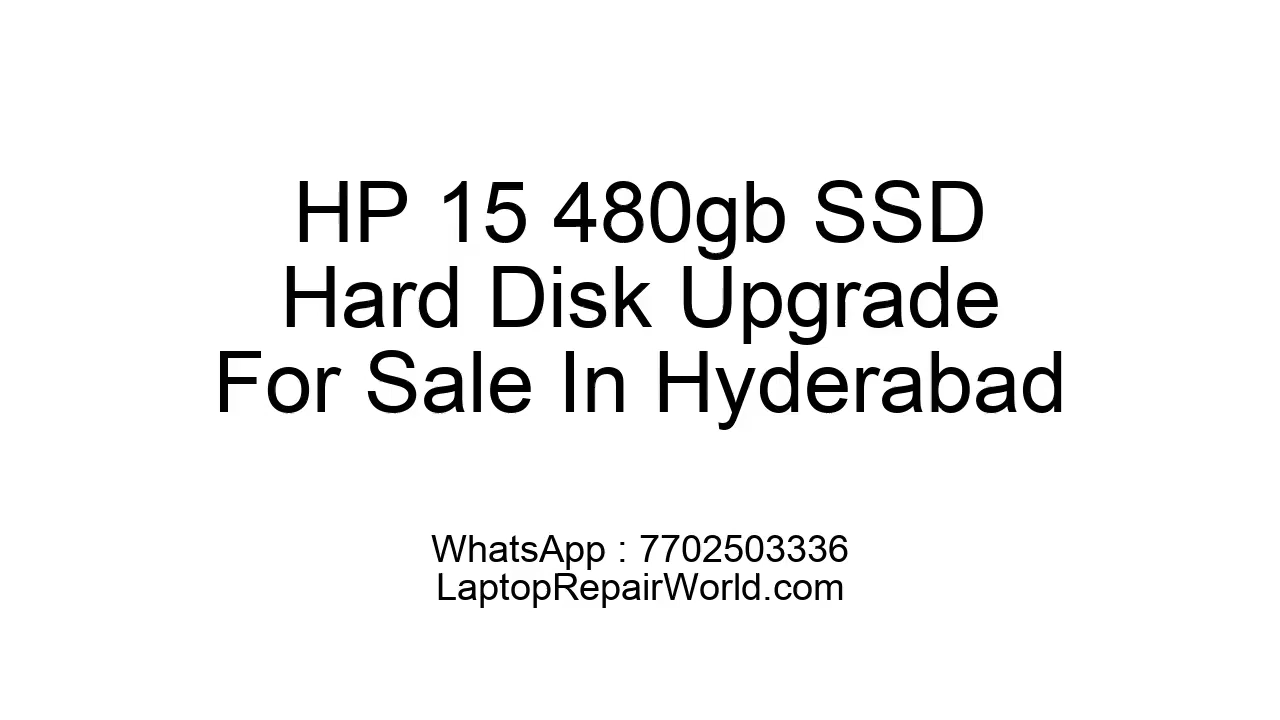 HP 15 480gb SSD
Hard Disk Upgrade
For Sale In Hyderabad
WhatsApp : 7702503336
LaptopRepairWorld.com